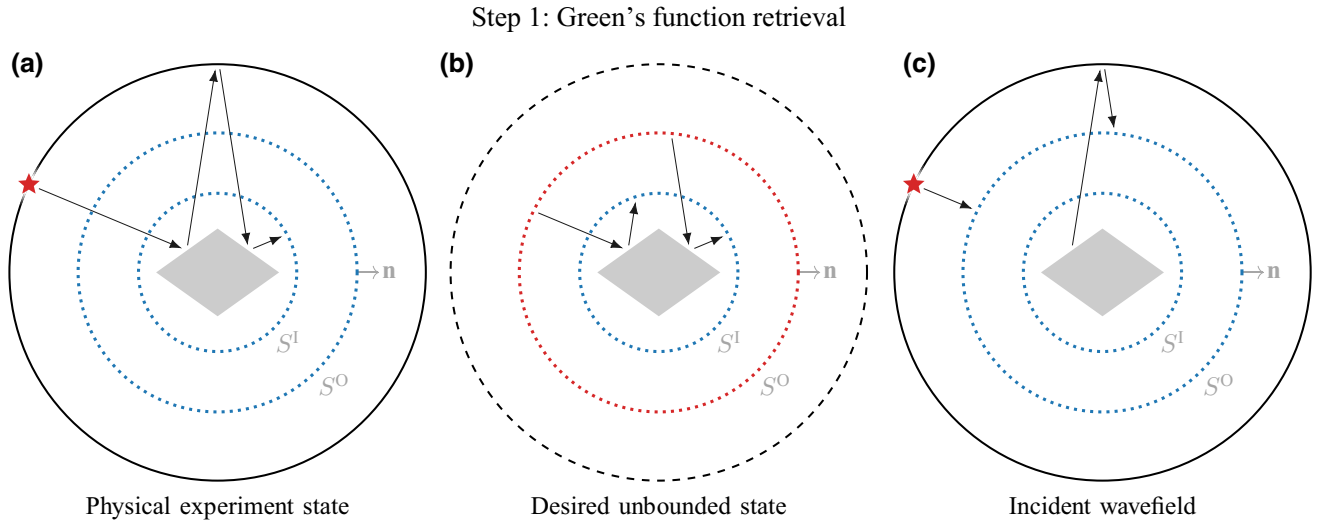 Step 1: Green's function retrieval
(a)
(b)
(c)
n
n
n
S^I
S^I
S^I
S^O
S^O
S^O
Physical experiment state
Desired unbounded state
Incident wavefield